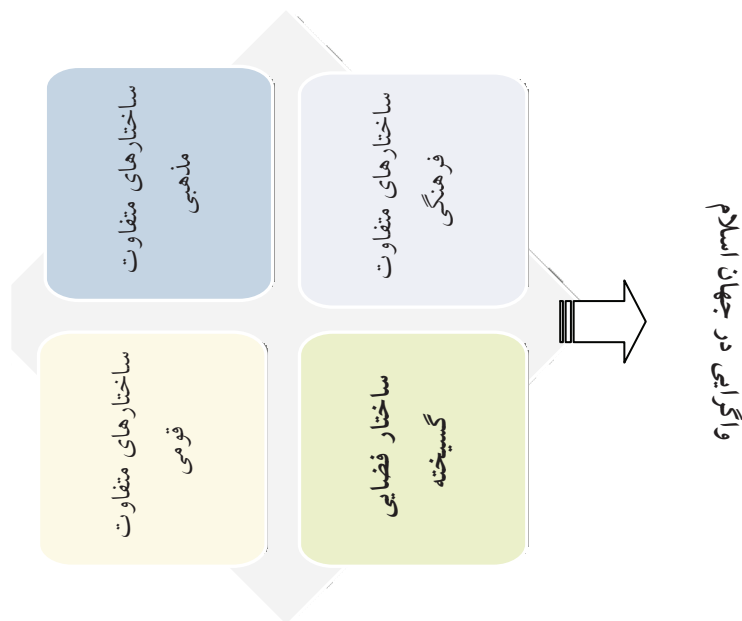 ساختارهای متفاوت
مذهبی
ساختارهای متفاوت
فرهنگی
ساختارهای متفاوت
قومی
ساختار فضایی
گسیخته
واگرایی در جهان اسلام